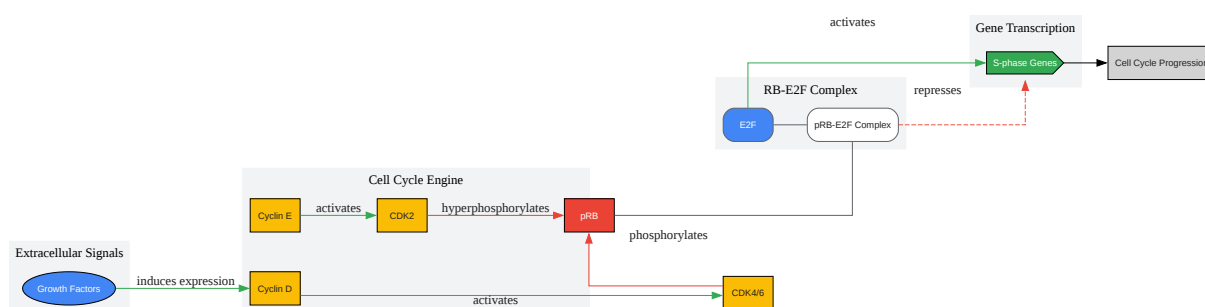 activates
Gene Transcription
S-phase Genes
Cell Cycle Progression
RB-E2F Complex
represses
E2F
pRB-E2F Complex
Cell Cycle Engine
Cyclin E
activates
CDK2
hyperphosphorylates
pRB
phosphorylates
Extracellular Signals
Growth Factors
induces expression
Cyclin D
activates
CDK4/6